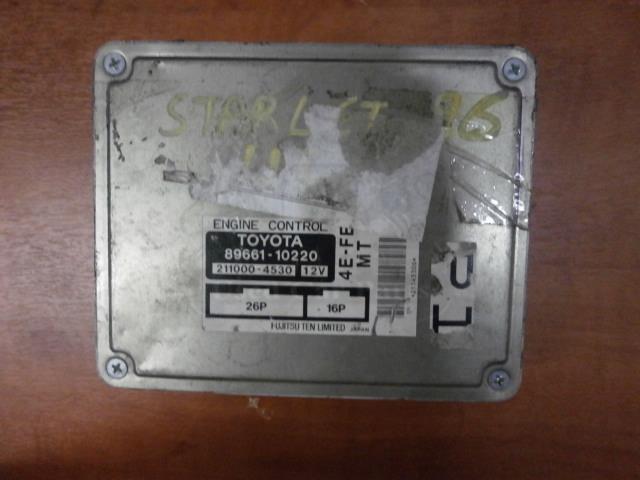 STARLET 96
ENGINE CONTROL
TOYOTA
89661-10220
211000-4530 12V
4E-FE
MT
26P 16P
FUJITSU TEN LIMITED JAPAN